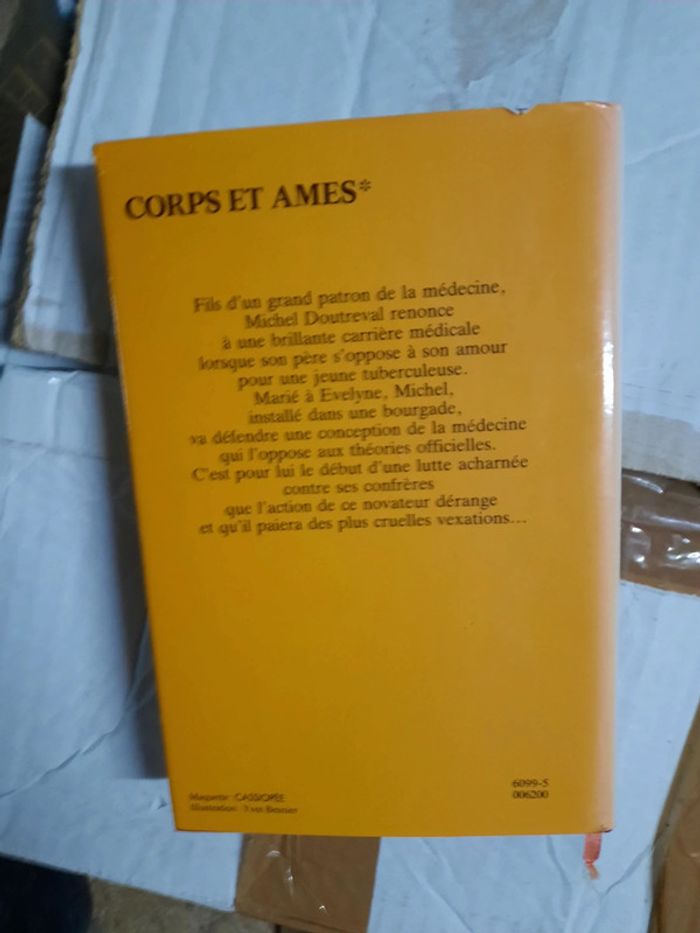 CORPS ET AMES*
Fils d'un grand patron de la médecine,
Michel Doutreval renonce
à une brillante carrière médicale
lorsque son père s'oppose à son amour
pour une jeune tuberculeuse.
Marié à Evelyne, Michel,
installé dans une bourgade,
va défendre une conception de la médecine
qui l'oppose aux théories officielles.
C'est pour lui le début d'une lutte acharnée
contre ses confrères
que l'action de ce novateur dérange
et qu'il paiera des plus cruelles vexations...
6099-5
006200
Maquette : CASSIOPÉE
Illustration :